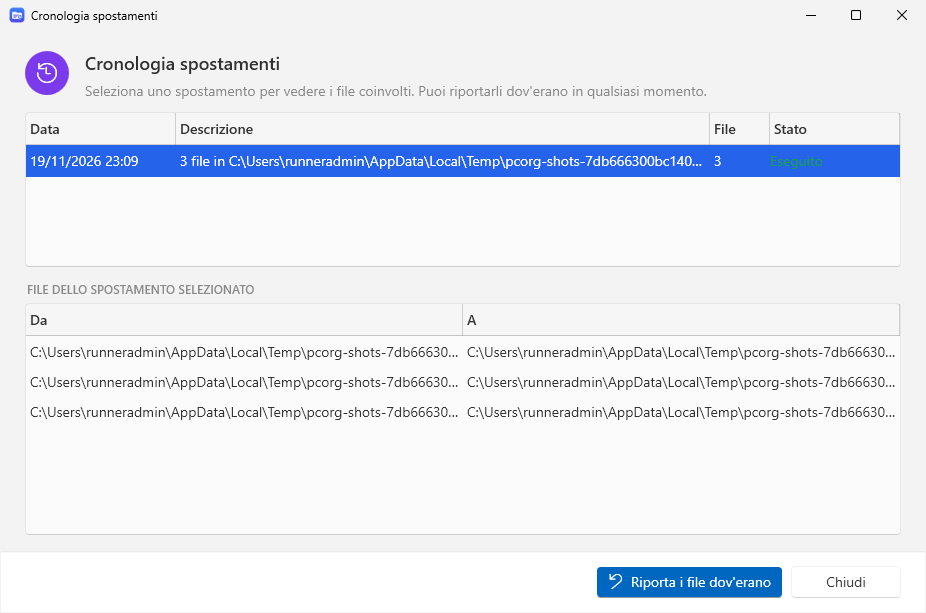 Cronologia spostamenti
Cronologia spostamenti
Seleziona uno spostamento per vedere i file coinvolti. Puoi riportarli dov'erano in qualsiasi momento.
Data Descrizione File Stato
19/11/2026 23:09 3 file in C:\Users\runneradmin\AppData\Local\Temp\pcorg-shots-7db666300bc140... 3 Eseguito
FILE DELLO SPOSTAMENTO SELEZIONATO
Da A
C:\Users\runneradmin\AppData\Local\Temp\pcorg-shots-7db66630... C:\Users\runneradmin\AppData\Local\Temp\pcorg-shots-7db66630...
C:\Users\runneradmin\AppData\Local\Temp\pcorg-shots-7db66630... C:\Users\runneradmin\AppData\Local\Temp\pcorg-shots-7db66630...
C:\Users\runneradmin\AppData\Local\Temp\pcorg-shots-7db66630... C:\Users\runneradmin\AppData\Local\Temp\pcorg-shots-7db66630...
Riporta i file dov'erano Chiudi